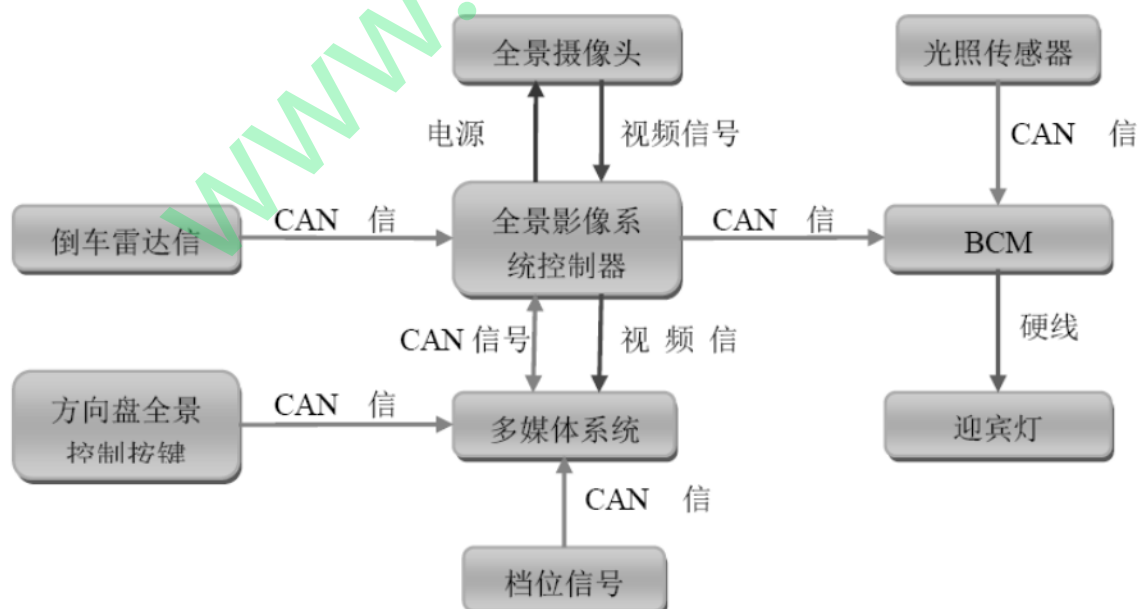 www.
全景摄像头
光照传感器
电源
视频信号
CAN 信
倒车雷达信
CAN 信
全景影像系
统控制器
CAN 信
BCM
CAN 信号
视 频 信
硬线
方向盘全景
控制按键
CAN 信
多媒体系统
迎宾灯
CAN 信
档位信号